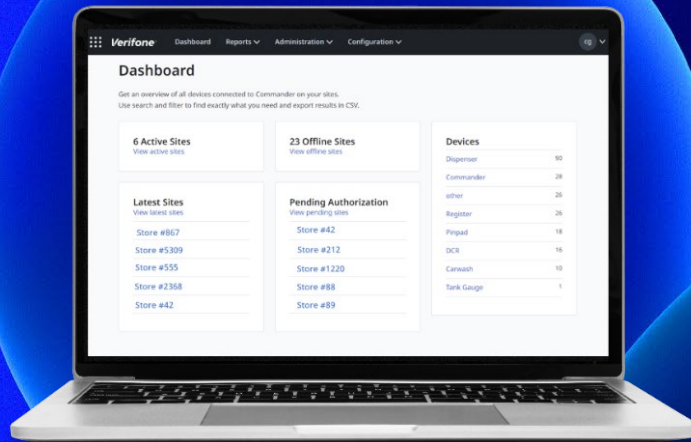 Verifone
Dashboard
Reports
Administration
Configuration
cg
Dashboard
Get an overview of all devices connected to Commander on your sites.
Use search and filter to find exactly what you need and export results in CSV.
6 Active Sites
View active sites
23 Offline Sites
View offline sites
Latest Sites
View latest sites
Store #867
Store #5309
Store #555
Store #2368
Store #42
Pending Authorization
View pending sites
Store #42
Store #212
Store #1220
Store #88
Store #89
Devices
Dispenser 50
Commander 28
other 26
Register 26
Pinpad 18
DCR 16
Carwash 10
Tank Gauge 1